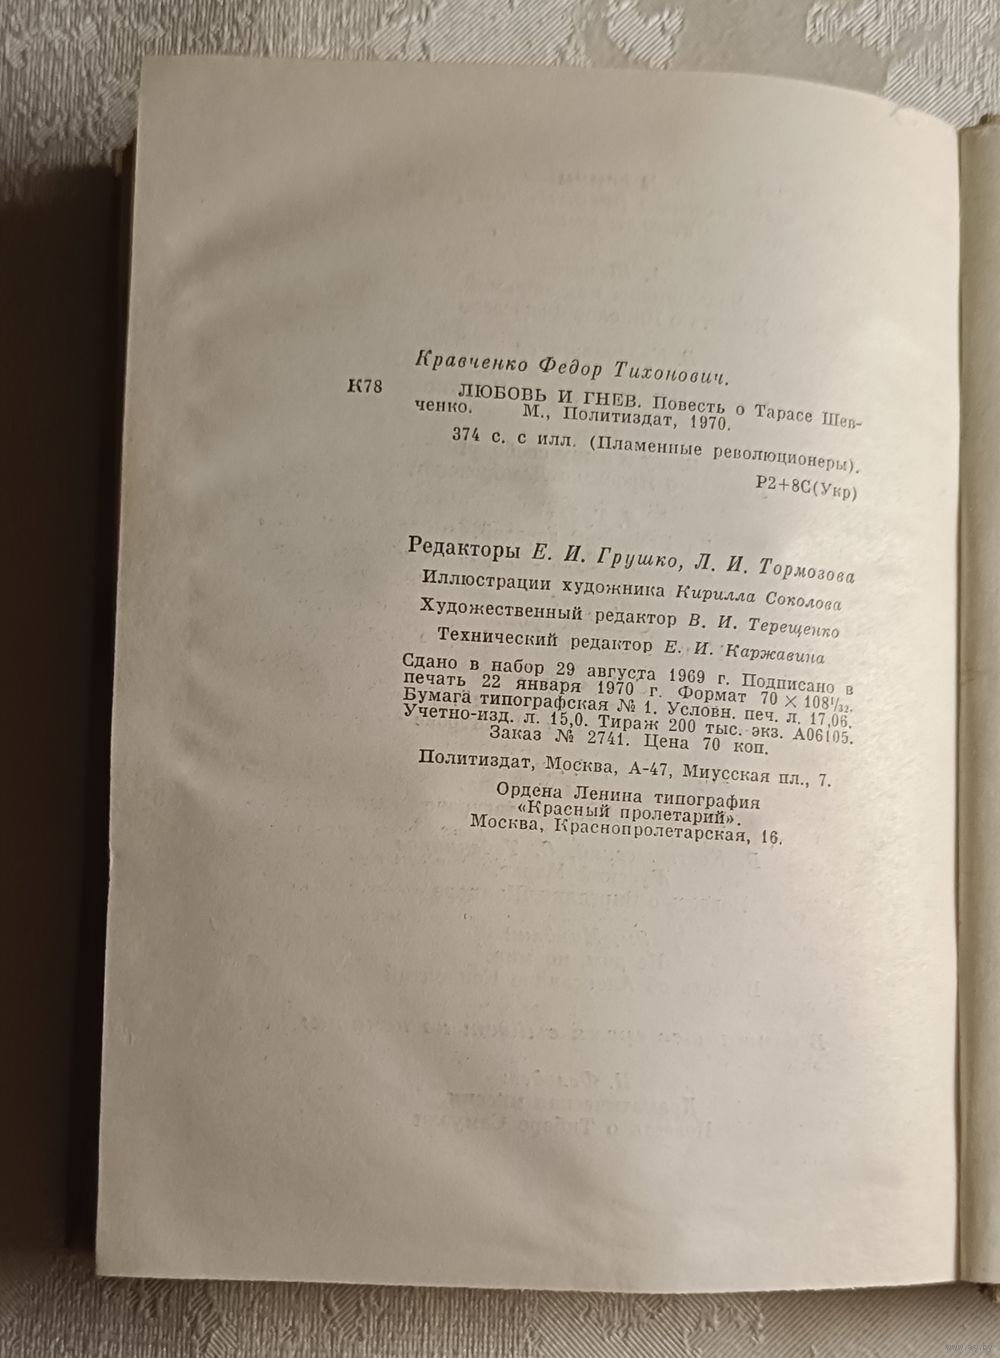 Кравченко Федор Тихонович.
К78 ЛЮБОВЬ И ГНЕВ. Повесть о Тарасе Шев-
ченко. М., Политиздат, 1970.
374 с. с илл. (Пламенные революционеры).
Р2+8С(Укр)
Редакторы Е. И. Грушко, Л. И. Тормозова
Иллюстрации художника Кирилла Соколова
Художественный редактор В. И. Терещенко
Технический редактор Е. И. Каржавина
Сдано в набор 29 августа 1969 г. Подписано в
печать 22 января 1970 г. Формат 70 × 108¹/₃₂.
Бумага типографская № 1. Условн. печ. л. 17,06.
Учетно-изд. л. 15,0. Тираж 200 тыс. экз. А06105.
Заказ № 2741. Цена 70 коп.
Политиздат, Москва, А-47, Миусская пл., 7.
Ордена Ленина типография
«Красный пролетарий».
Москва, Краснопролетарская, 16.